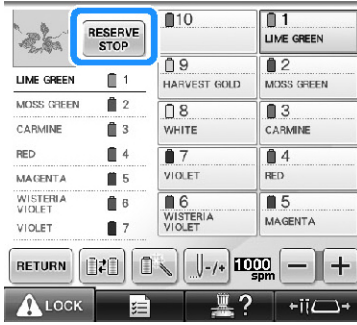 RESERVE
STOP
LIME GREEN 1
MOSS GREEN 2
CARMINE 3
RED 4
MAGENTA 5
WISTERIA
VIOLET 6
VIOLET 7
10
1
LIME GREEN
9
HARVEST GOLD
2
MOSS GREEN
8
WHITE
3
CARMINE
7
VIOLET
4
RED
6
WISTERIA
VIOLET
5
MAGENTA
RETURN
-/+
1000
spm
- +
LOCK
?